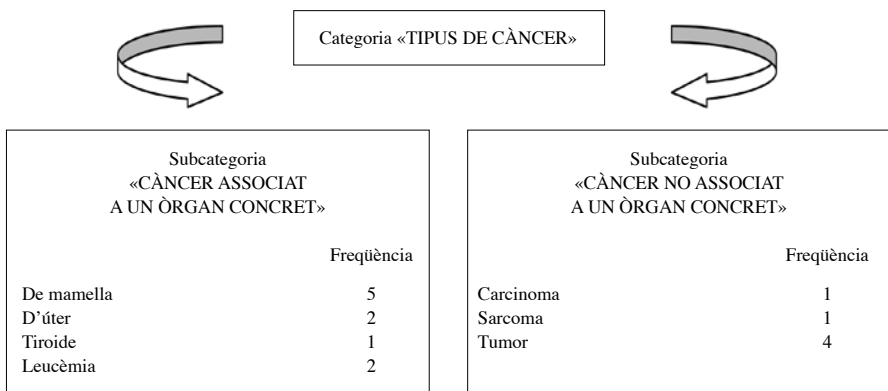 Categoria «TIPUS DE CÀNCER»
Subcategoria
«CÀNCER ASSOCIAT
A UN ÒRGAN CONCRET»
Freqüència
De mamella 5
D’úter 2
Tiroide 1
Leucèmia 2
Subcategoria
«CÀNCER NO ASSOCIAT
A UN ÒRGAN CONCRET»
Freqüència
Carcinoma 1
Sarcoma 1
Tumor 4